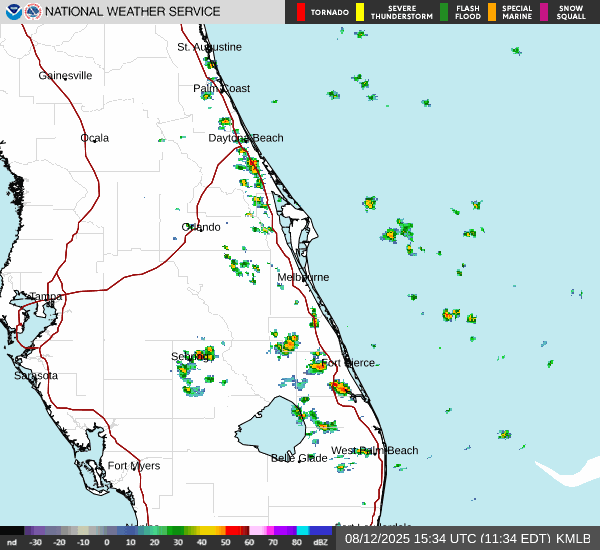 NATIONAL WEATHER SERVICE
TORNADO
SEVERE THUNDERSTORM
FLASH FLOOD
SPECIAL MARINE
SNOW SQUALL
St. Augustine
Gainesville
Palm Coast
Ocala
Daytona Beach
Orlando
Melbourne
Tampa
Sebring
Fort Pierce
Sarasota
West Palm Beach
Belle Glade
Fort Myers
nd -30 -20 -10 0 10 20 30 40 50 60 70 80 dBZ
08/12/2025 15:34 UTC (11:34 EDT) KMLB